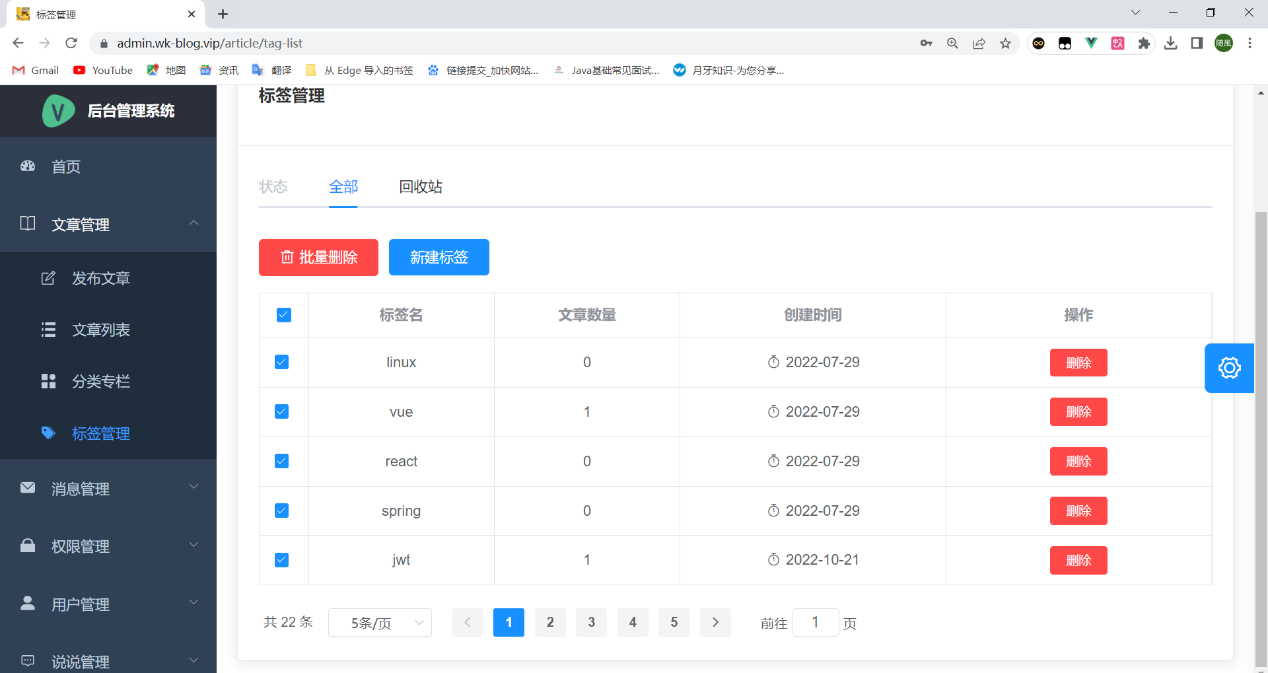 标签管理
admin.wk-blog.vip/article/tag-list
Gmail YouTube 地图 资讯 翻译 从 Edge 导入的书签 链接提交_加快网站... Java基础常见面试... 月牙知识-为您分享...
后台管理系统
首页
文章管理
发布文章
文章列表
分类专栏
标签管理
消息管理
权限管理
用户管理
说说管理
标签管理
状态 全部 回收站
批量删除 新建标签
标签名 文章数量 创建时间 操作
linux 0 2022-07-29 删除
vue 1 2022-07-29 删除
react 0 2022-07-29 删除
spring 0 2022-07-29 删除
jwt 1 2022-10-21 删除
共 22 条 5条/页 1 2 3 4 5 前往 1 页